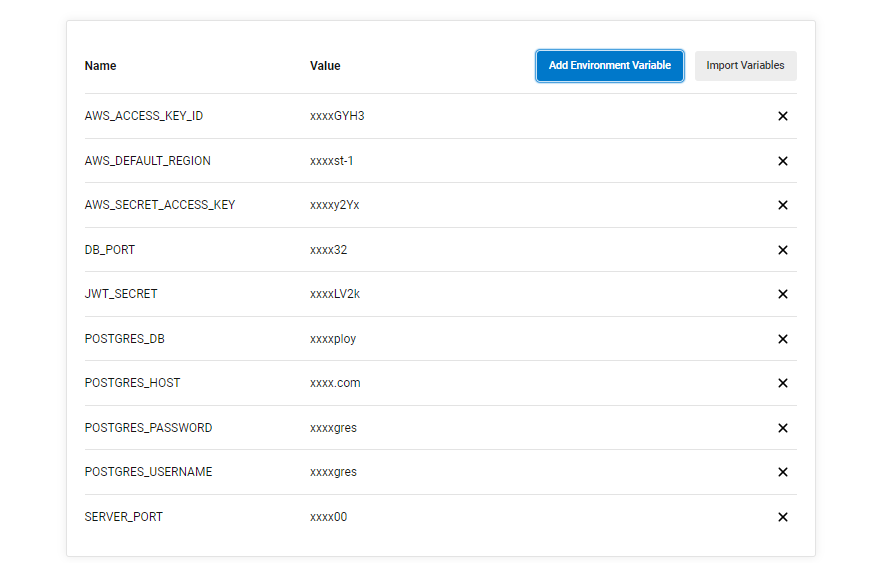 Name Value Add Environment Variable Import Variables
AWS_ACCESS_KEY_ID xxxxGYH3
AWS_DEFAULT_REGION xxxxst-1
AWS_SECRET_ACCESS_KEY xxxxy2Yx
DB_PORT xxxx32
JWT_SECRET xxxxLV2k
POSTGRES_DB xxxxploy
POSTGRES_HOST xxxx.com
POSTGRES_PASSWORD xxxxgres
POSTGRES_USERNAME xxxxgres
SERVER_PORT xxxx00